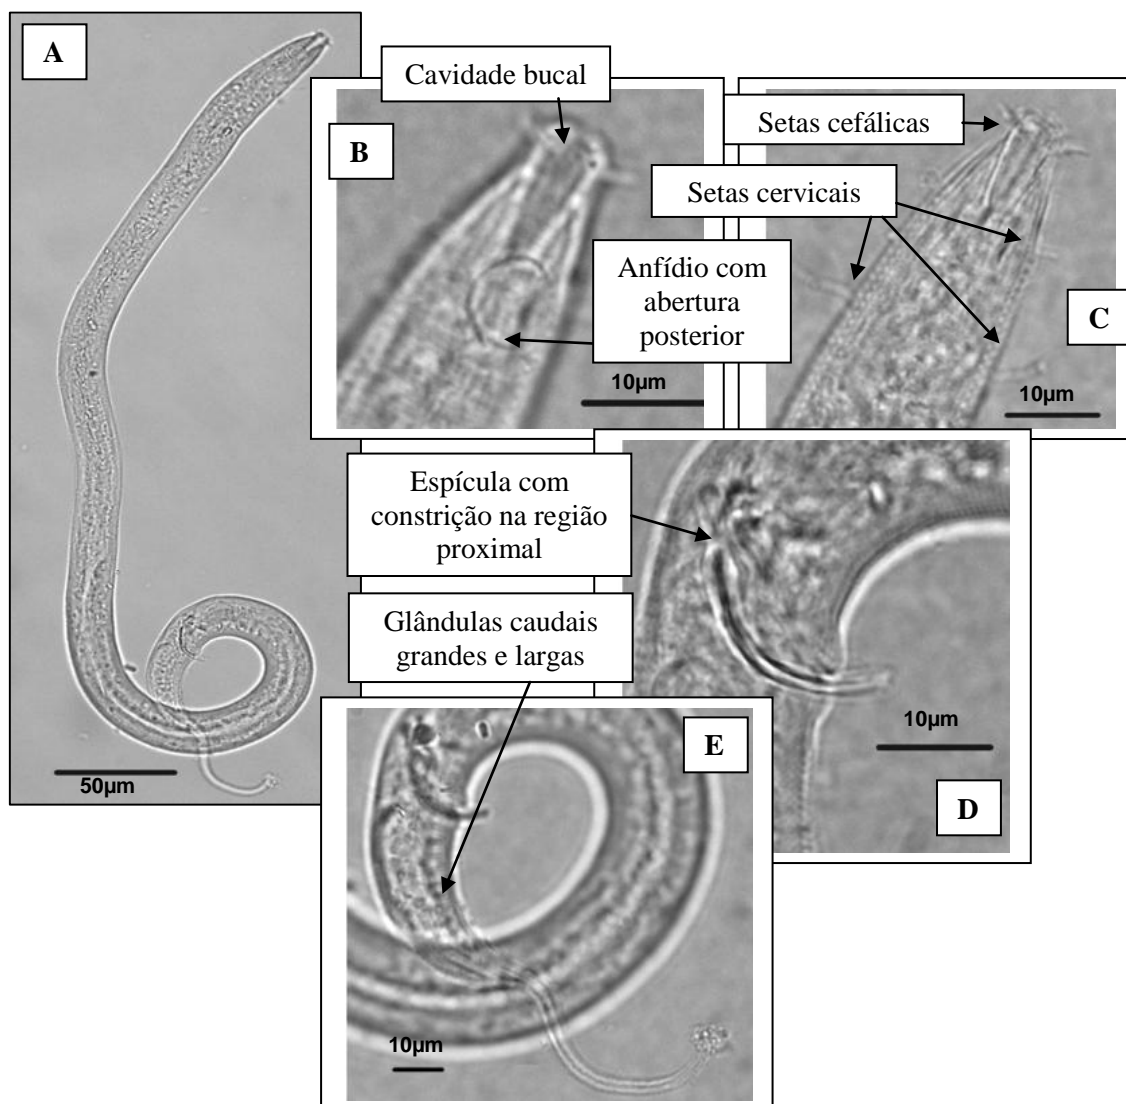 A
Cavidade bucal
B
Setas cefálicas
Setas cervicais
Anfídio com
abertura
posterior
C
10µm
10µm
Espícula com
constrição na região
proximal
Glândulas caudais
grandes e largas
10µm
D
E
50µm
10µm